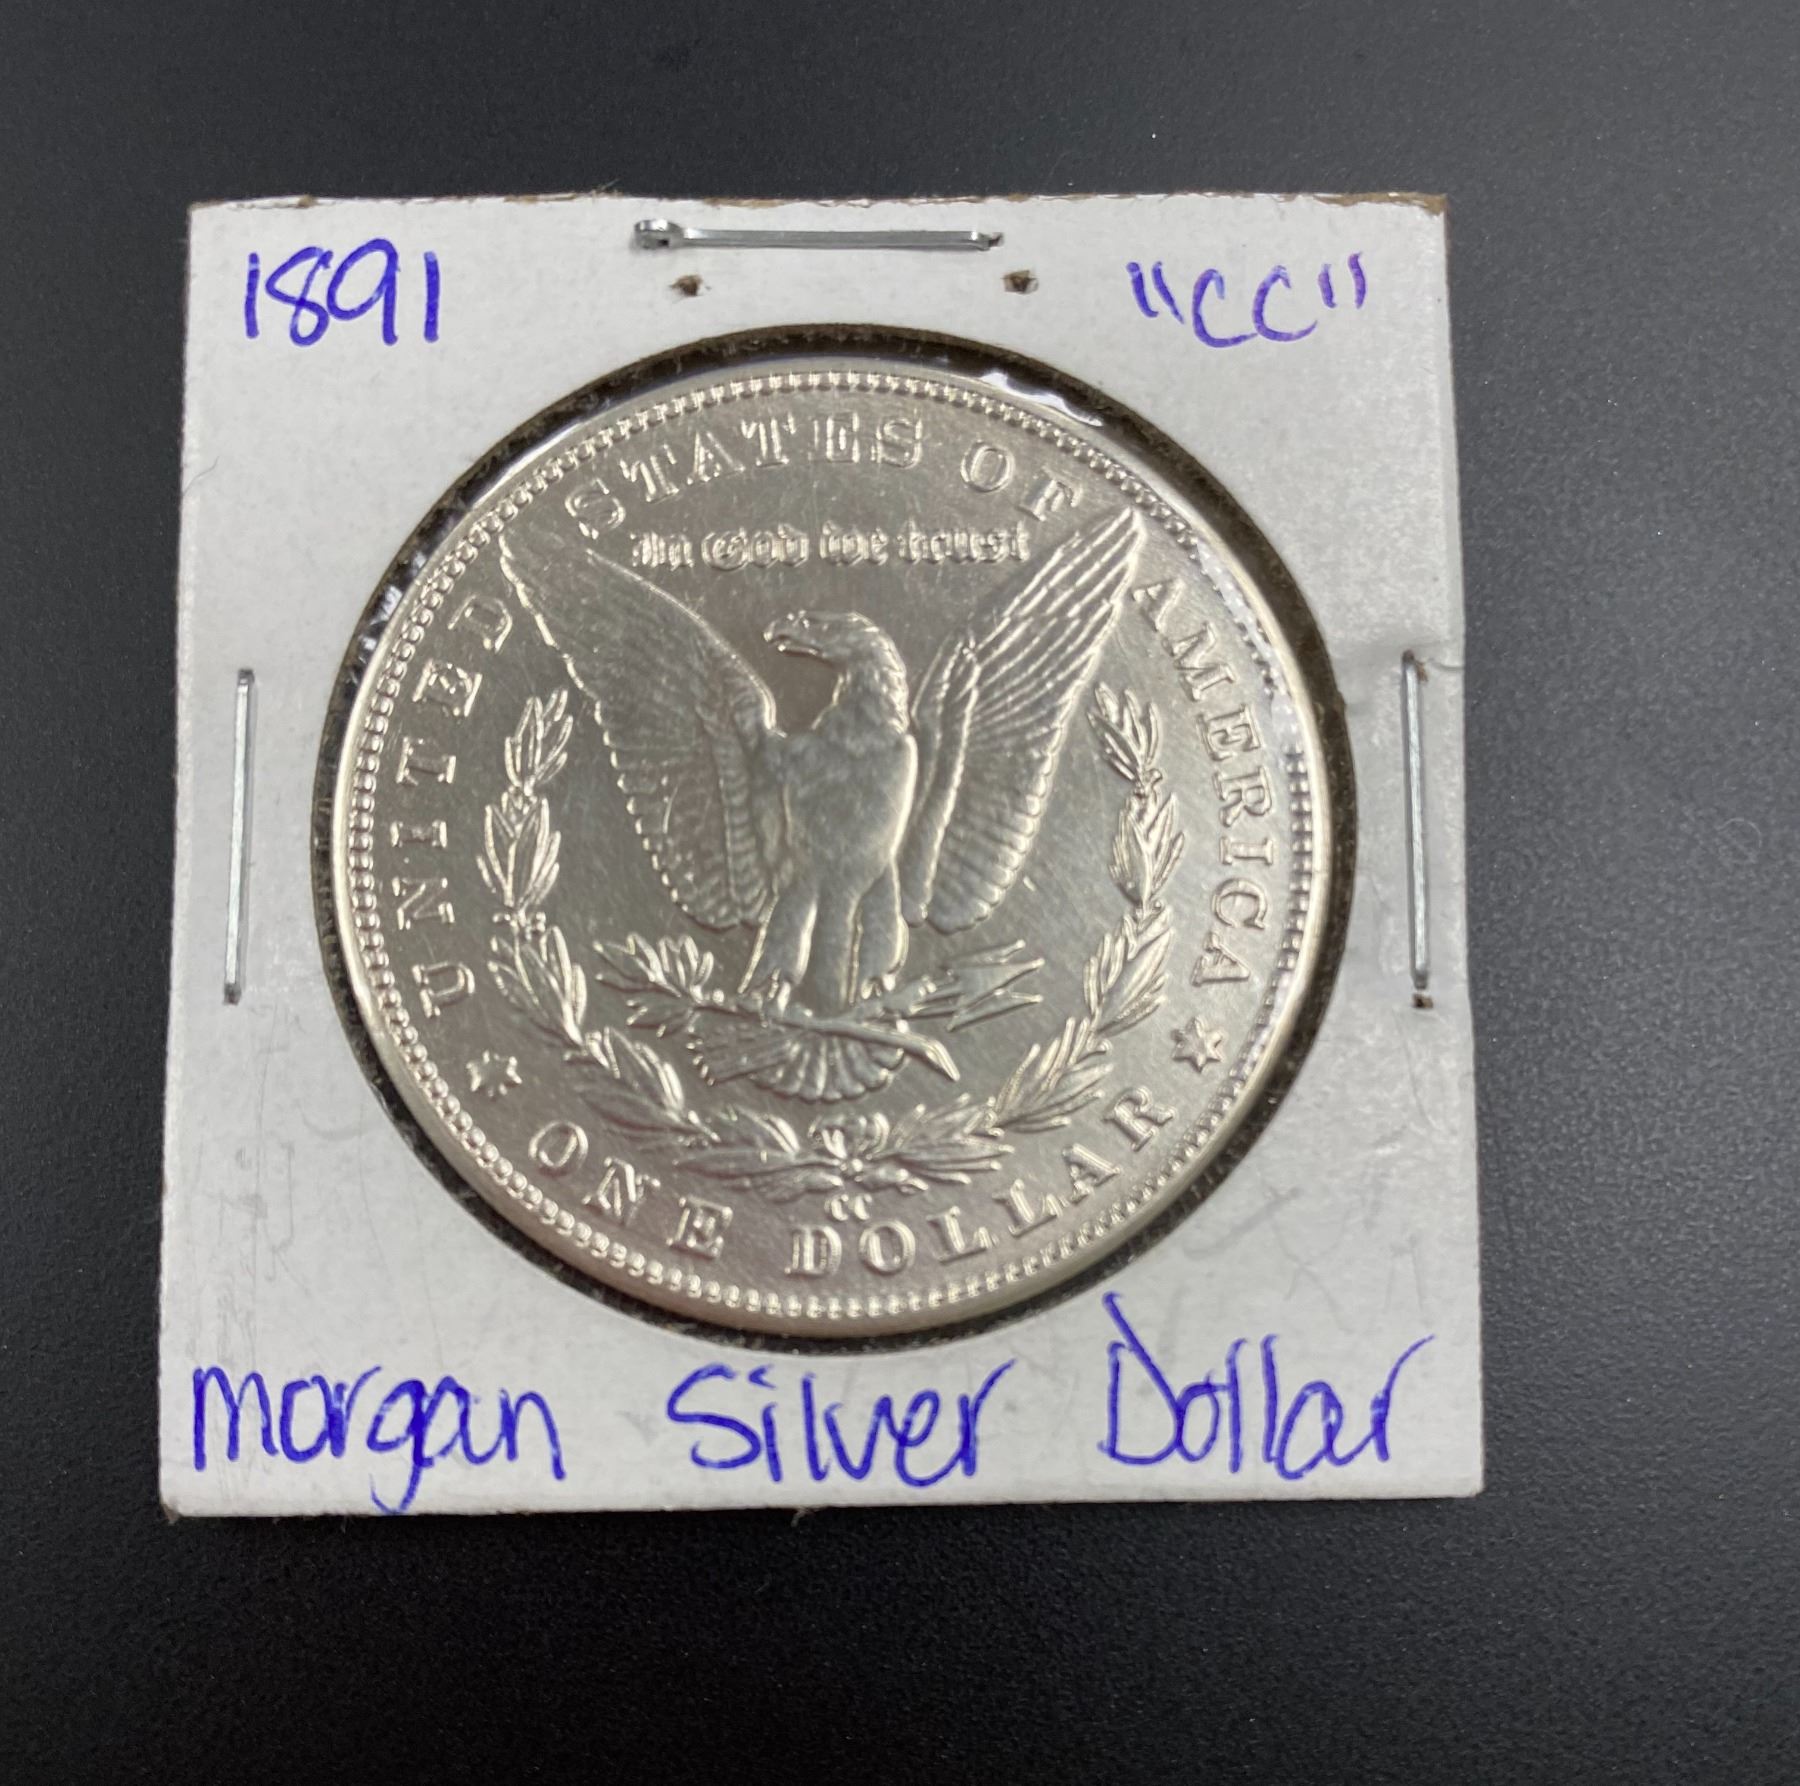 1891 "CC"
UNITED STATES OF AMERICA
In God we trust
CC
ONE DOLLAR
morgan Silver Dollar